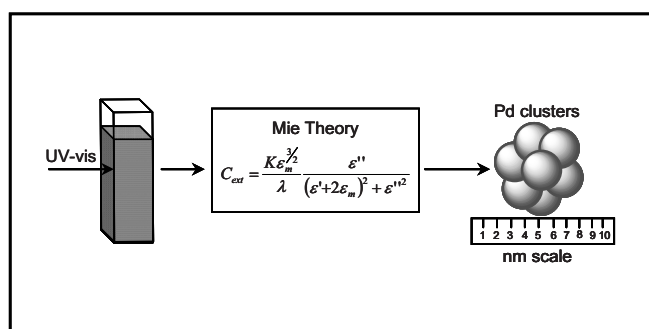 UV-vis
Mie Theory
C_ext = Kε_m^3/2 / λ ε'' / (ε'+2ε_m)^2 + ε''^2
Pd clusters
1 2 3 4 5 6 7 8 9 10
nm scale